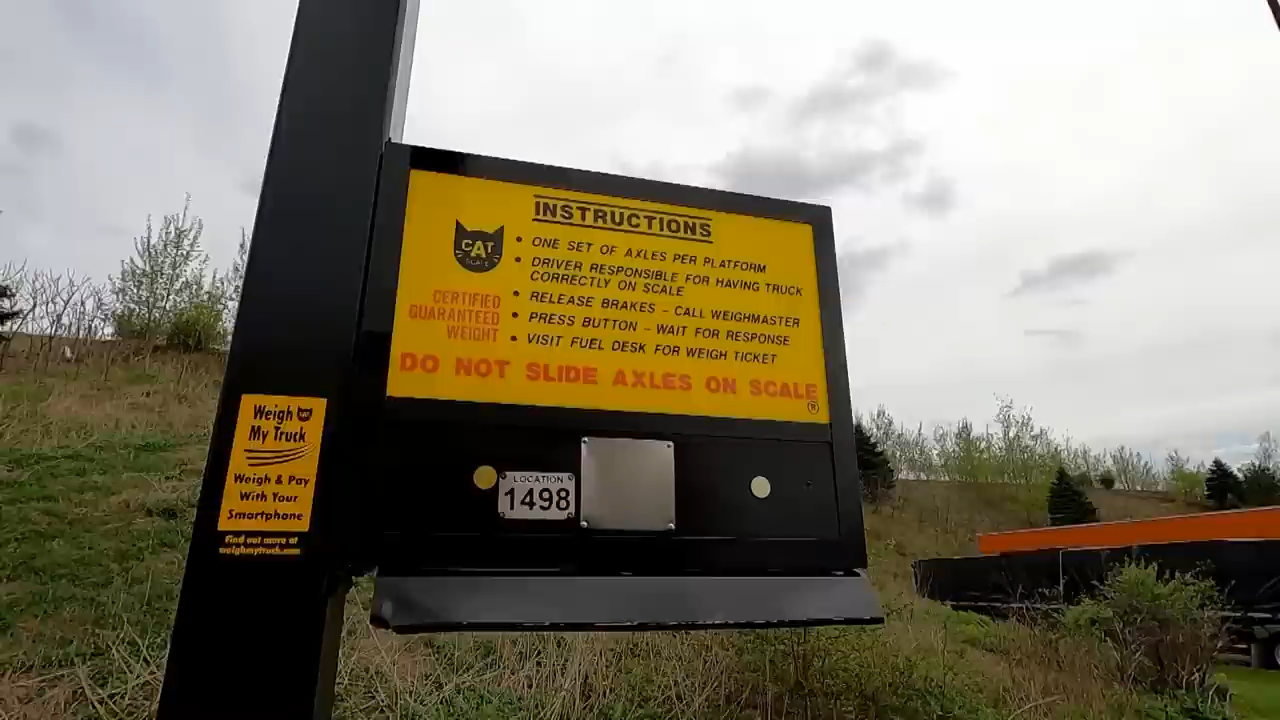 INSTRUCTIONS
CAT
SCALE
CERTIFIED
GUARANTEED
WEIGHT
• ONE SET OF AXLES PER PLATFORM
• DRIVER RESPONSIBLE FOR HAVING TRUCK
CORRECTLY ON SCALE
• RELEASE BRAKES – CALL WEIGHMASTER
• PRESS BUTTON – WAIT FOR RESPONSE
• VISIT FUEL DESK FOR WEIGH TICKET
DO NOT SLIDE AXLES ON SCALE
®
LOCATION
1498
Weigh
My Truck
Weigh & Pay
With Your
Smartphone
Find out more at
weighmytruck.com